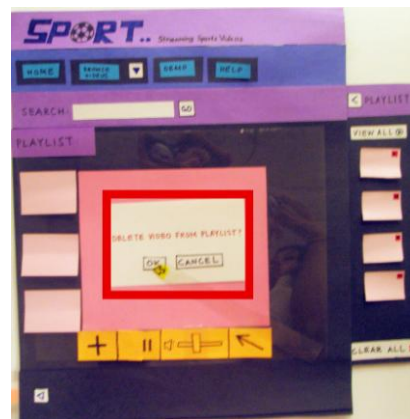 SPORT.. Streaming Sports Videos
HOME
BROWSE VIDEOS
DEMO
HELP
SEARCH:
GO
PLAYLIST
VIEW ALL
PLAYLIST
DELETE VIDEO FROM PLAYLIST?
OK CANCEL
CLEAR ALL